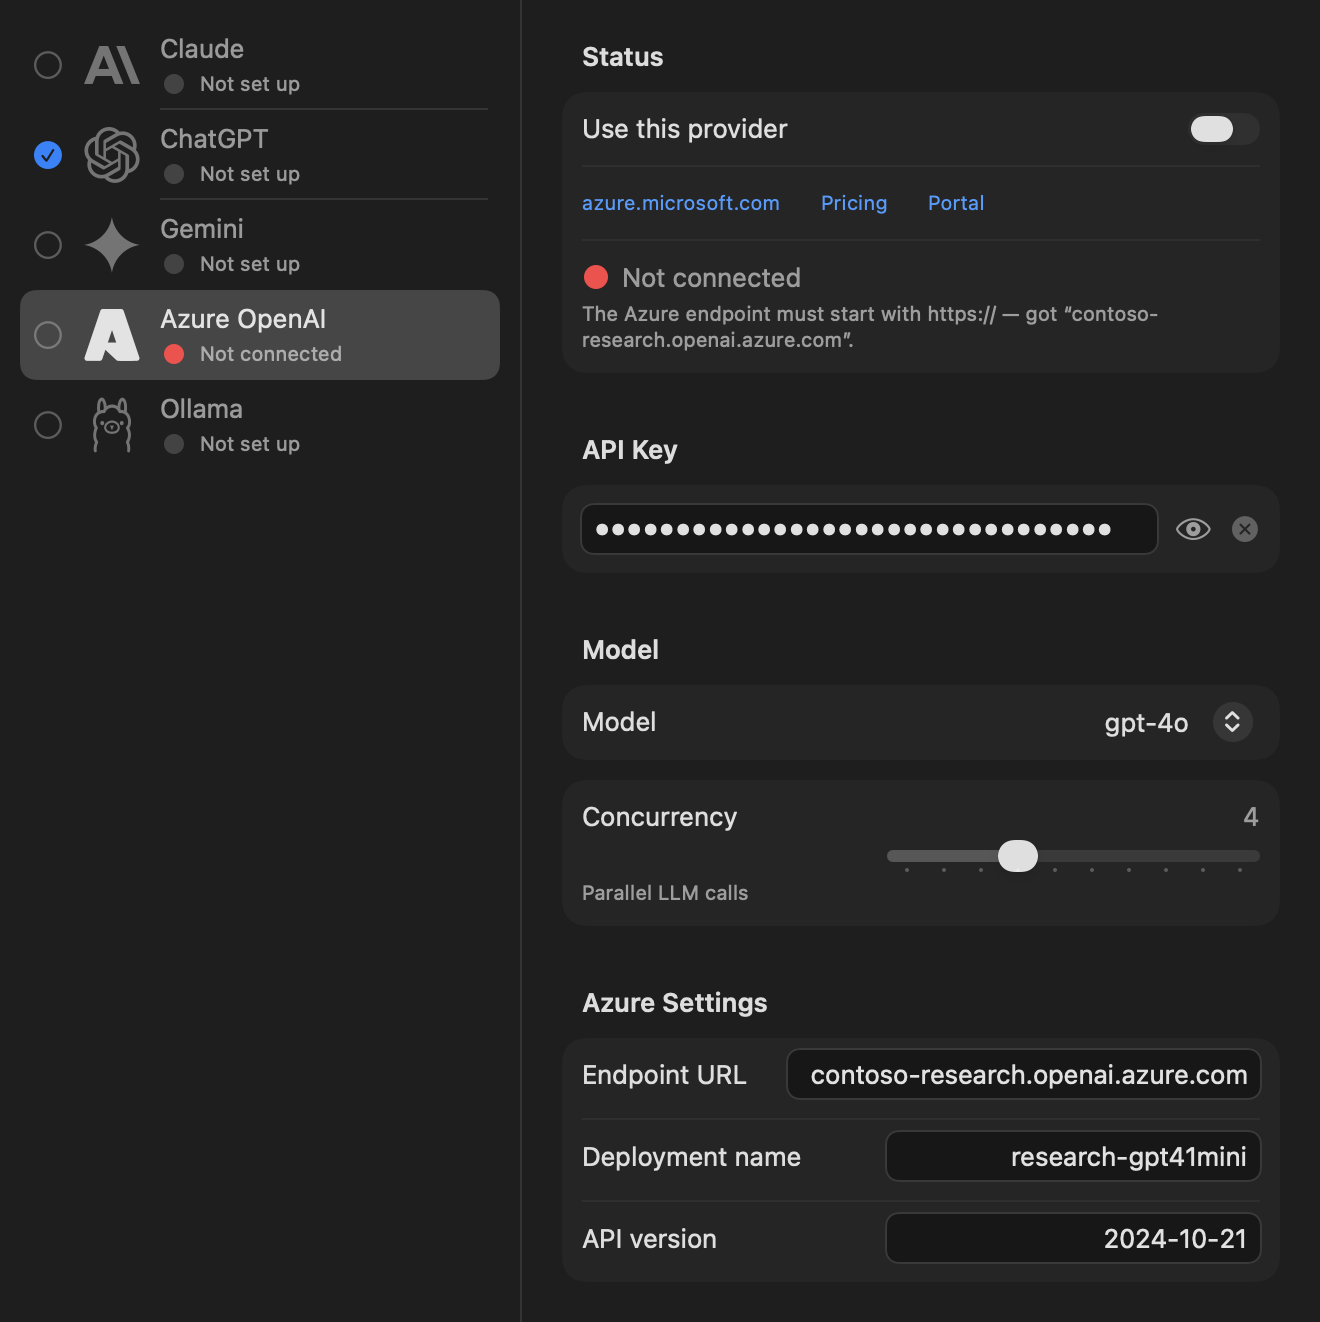 Claude
Not set up
ChatGPT
Not set up
Gemini
Not set up
Azure OpenAI
Not connected
Ollama
Not set up
Status
Use this provider
azure.microsoft.com Pricing Portal
Not connected
The Azure endpoint must start with https:// — got “contoso-
research.openai.azure.com”.
API Key
Model
Model gpt-4o
Concurrency 4
Parallel LLM calls
Azure Settings
Endpoint URL contoso-research.openai.azure.com
Deployment name research-gpt41mini
API version 2024-10-21